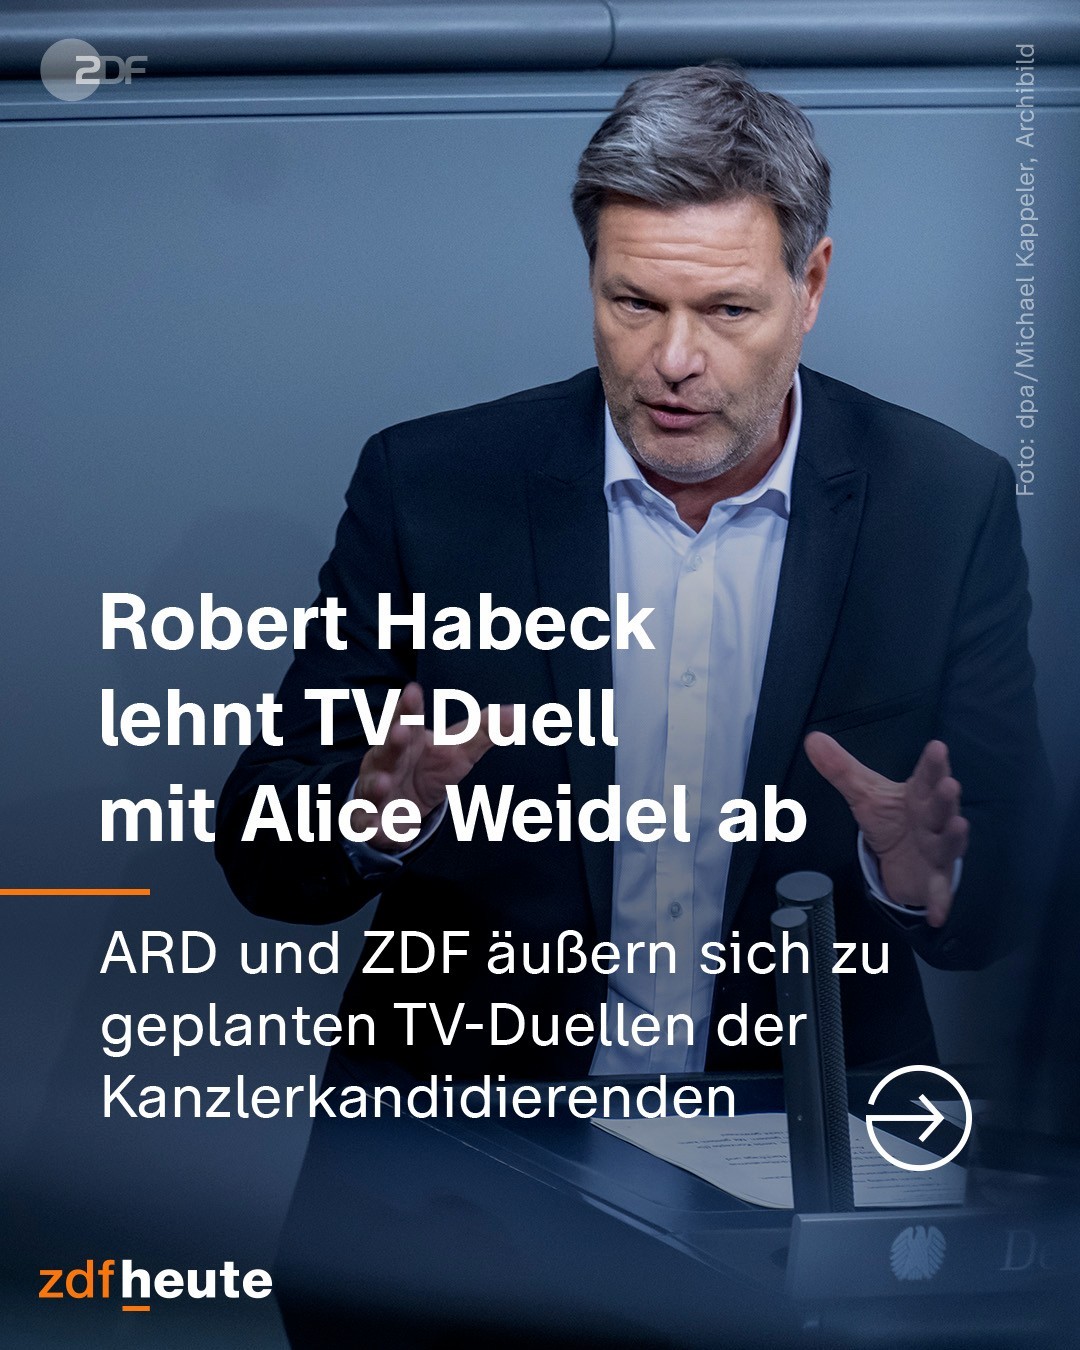 ZDF
Foto: dpa/Michael Kappeler, Archibild
Robert Habeck
lehnt TV-Duell
mit Alice Weidel ab
ARD und ZDF äußern sich zu
geplanten TV-Duellen der
Kanzlerkandidierenden
zdfheute